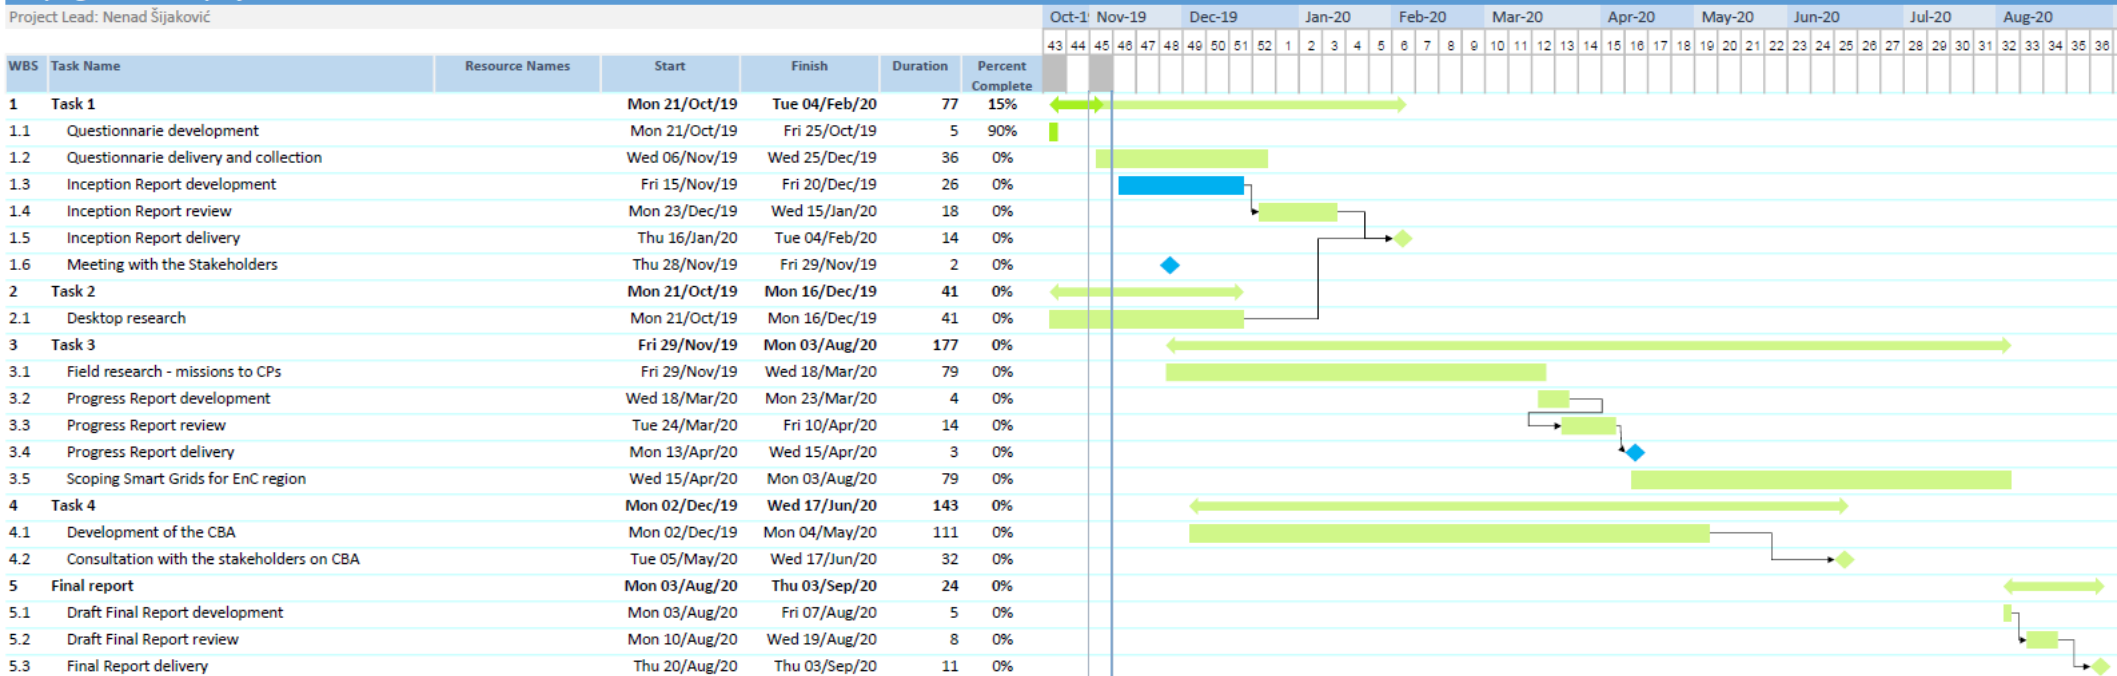 Project Lead: Nenad Šijaković
Oct-1 Nov-19 Dec-19 Jan-20 Feb-20 Mar-20 Apr-20 May-20 Jun-20 Jul-20 Aug-20
43 44 45 46 47 48 49 50 51 52 1 2 3 4 5 6 7 8 9 10 11 12 13 14 15 16 17 18 19 20 21 22 23 24 25 26 27 28 29 30 31 32 33 34 35 36
WBS Task Name Resource Names Start Finish Duration Percent Complete
1 Task 1 Mon 21/Oct/19 Tue 04/Feb/20 77 15%
1.1 Questionnarie development Mon 21/Oct/19 Fri 25/Oct/19 5 90%
1.2 Questionnarie delivery and collection Wed 06/Nov/19 Wed 25/Dec/19 36 0%
1.3 Inception Report development Fri 15/Nov/19 Fri 20/Dec/19 26 0%
1.4 Inception Report review Mon 23/Dec/19 Wed 15/Jan/20 18 0%
1.5 Inception Report delivery Thu 16/Jan/20 Tue 04/Feb/20 14 0%
1.6 Meeting with the Stakeholders Thu 28/Nov/19 Fri 29/Nov/19 2 0%
2 Task 2 Mon 21/Oct/19 Mon 16/Dec/19 41 0%
2.1 Desktop research Mon 21/Oct/19 Mon 16/Dec/19 41 0%
3 Task 3 Fri 29/Nov/19 Mon 03/Aug/20 177 0%
3.1 Field research - missions to CPs Fri 29/Nov/19 Wed 18/Mar/20 79 0%
3.2 Progress Report development Wed 18/Mar/20 Mon 23/Mar/20 4 0%
3.3 Progress Report review Tue 24/Mar/20 Fri 10/Apr/20 14 0%
3.4 Progress Report delivery Mon 13/Apr/20 Wed 15/Apr/20 3 0%
3.5 Scoping Smart Grids for EnC region Wed 15/Apr/20 Mon 03/Aug/20 79 0%
4 Task 4 Mon 02/Dec/19 Wed 17/Jun/20 143 0%
4.1 Development of the CBA Mon 02/Dec/19 Mon 04/May/20 111 0%
4.2 Consultation with the stakeholders on CBA Tue 05/May/20 Wed 17/Jun/20 32 0%
5 Final report Mon 03/Aug/20 Thu 03/Sep/20 24 0%
5.1 Draft Final Report development Mon 03/Aug/20 Fri 07/Aug/20 5 0%
5.2 Draft Final Report review Mon 10/Aug/20 Wed 19/Aug/20 8 0%
5.3 Final Report delivery Thu 20/Aug/20 Thu 03/Sep/20 11 0%